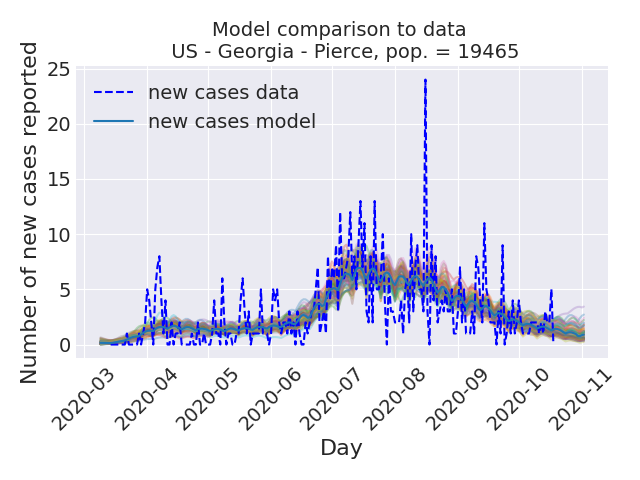 Model comparison to data
US - Georgia - Pierce, pop. = 19465
Number of new cases reported
25
20
15
10
5
0
new cases data
new cases model
2020-03
2020-04
2020-05
2020-06
2020-07
2020-08
2020-09
2020-10
2020-11
Day